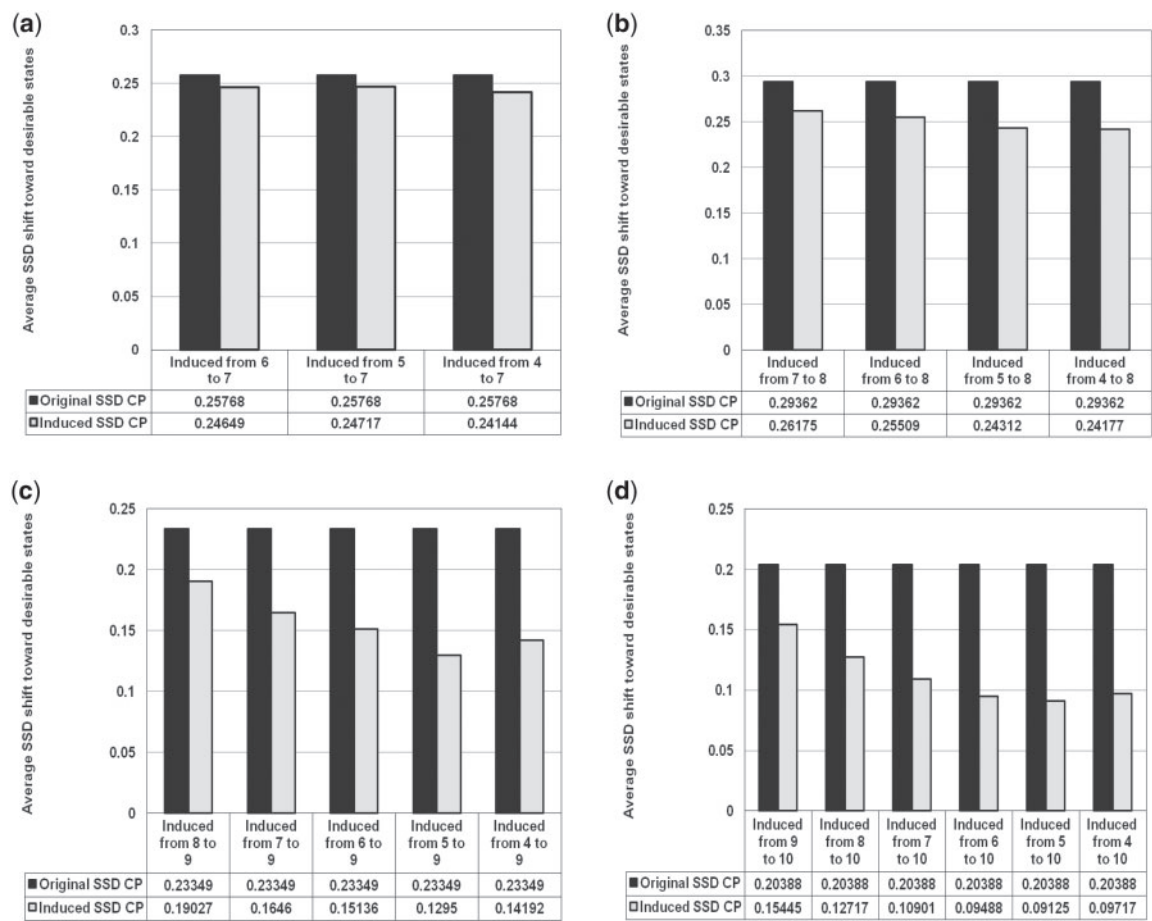 (a)
Average SSD shift toward desirable states
0.3
0.25
0.2
0.15
0.1
0.05
0
Induced from 6 to 7
Induced from 5 to 7
Induced from 4 to 7
Original SSD CP 0.25768 0.25768 0.25768
Induced SSD CP 0.24649 0.24717 0.24144
(b)
Average SSD shift toward desirable states
0.35
0.3
0.25
0.2
0.15
0.1
0.05
0
Induced from 7 to 8
Induced from 6 to 8
Induced from 5 to 8
Induced from 4 to 8
Original SSD CP 0.29362 0.29362 0.29362 0.29362
Induced SSD CP 0.26175 0.25509 0.24312 0.24177
(c)
Average SSD shift toward desirable states
0.25
0.2
0.15
0.1
0.05
0
Induced from 8 to 9
Induced from 7 to 9
Induced from 6 to 9
Induced from 5 to 9
Induced from 4 to 9
Original SSD CP 0.23349 0.23349 0.23349 0.23349 0.23349
Induced SSD CP 0.19027 0.1646 0.15136 0.1295 0.14192
(d)
Average SSD shift toward desirable states
0.25
0.2
0.15
0.1
0.05
0
Induced from 9 to 10
Induced from 8 to 10
Induced from 7 to 10
Induced from 6 to 10
Induced from 5 to 10
Induced from 4 to 10
Original SSD CP 0.20388 0.20388 0.20388 0.20388 0.20388 0.20388
Induced SSD CP 0.15445 0.12717 0.10901 0.09488 0.09125 0.09717